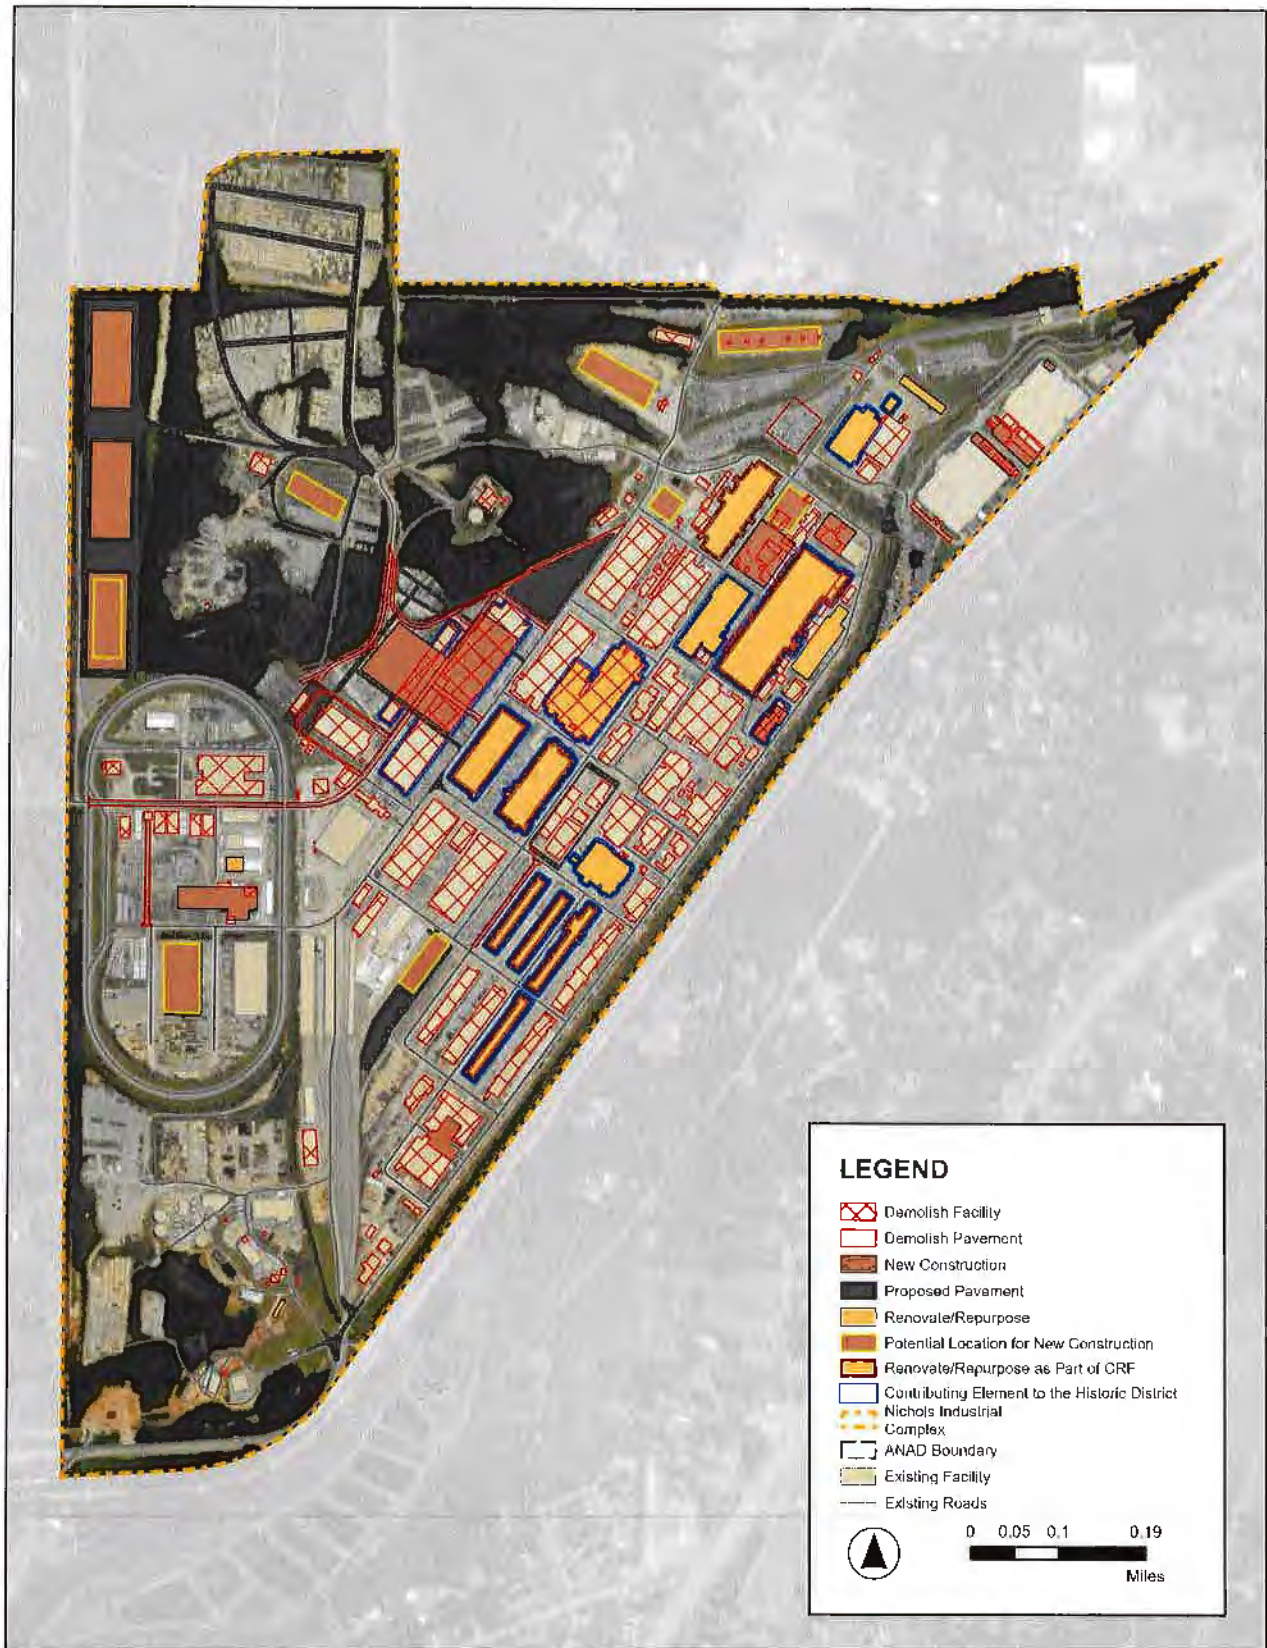 LEGEND
Demolish Facility
Demolish Pavement
New Construction
Proposed Pavement
Renovate/Repurpose
Potential Location for New Construction
Renovate/Repurpose as Part of CRF
Contributing Element to the Historic District
Nichols Industrial
Complex
ANAD Boundary
Existing Facility
Existing Roads
0 0.05 0.1 0.19
Miles